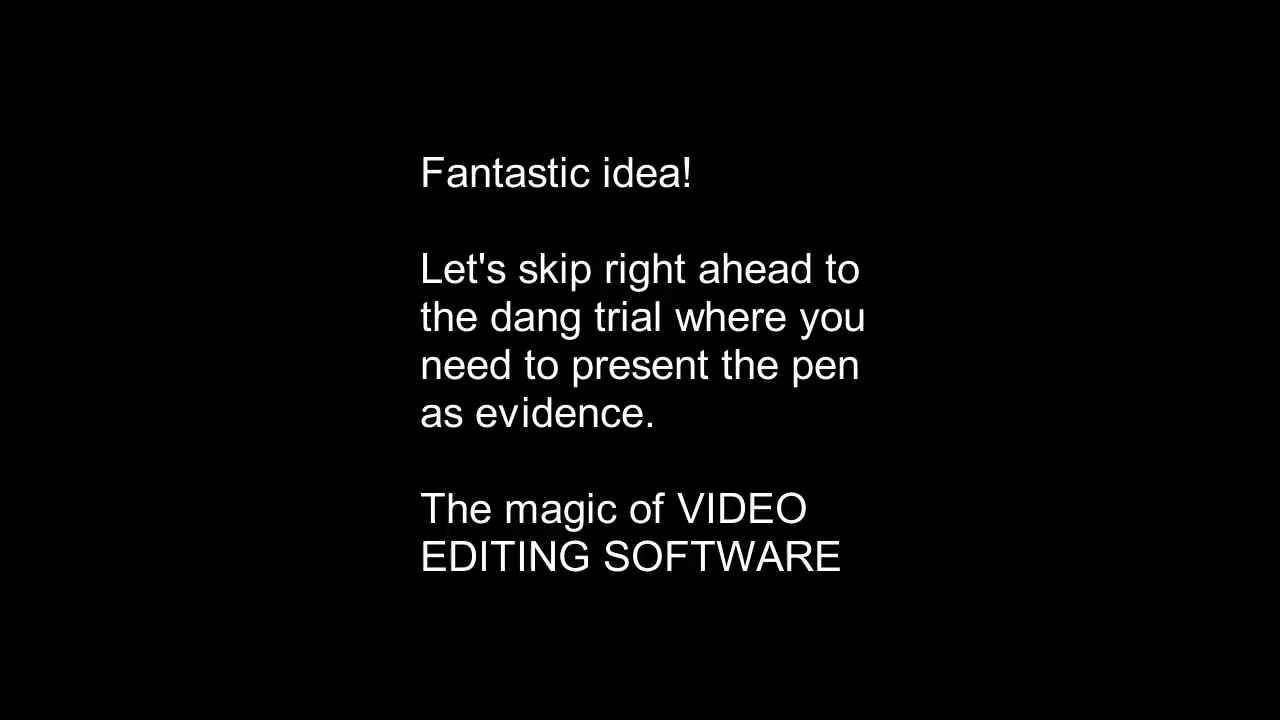 Fantastic idea!
Let's skip right ahead to
the dang trial where you
need to present the pen
as evidence.
The magic of VIDEO
EDITING SOFTWARE